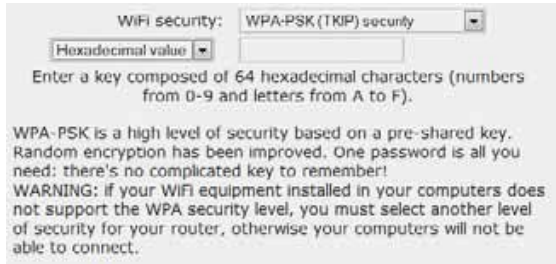 WiFi security: WPA-PSK (TKIP) security
Hexadecimal value
Enter a key composed of 64 hexadecimal characters (numbers
from 0-9 and letters from A to F).
WPA-PSK is a high level of security based on a pre-shared key.
Random encryption has been improved. One password is all you
need: there's no complicated key to remember!
WARNING: if your WiFi equipment installed in your computers does
not support the WPA security level, you must select another level
of security for your router, otherwise your computers will not be
able to connect.